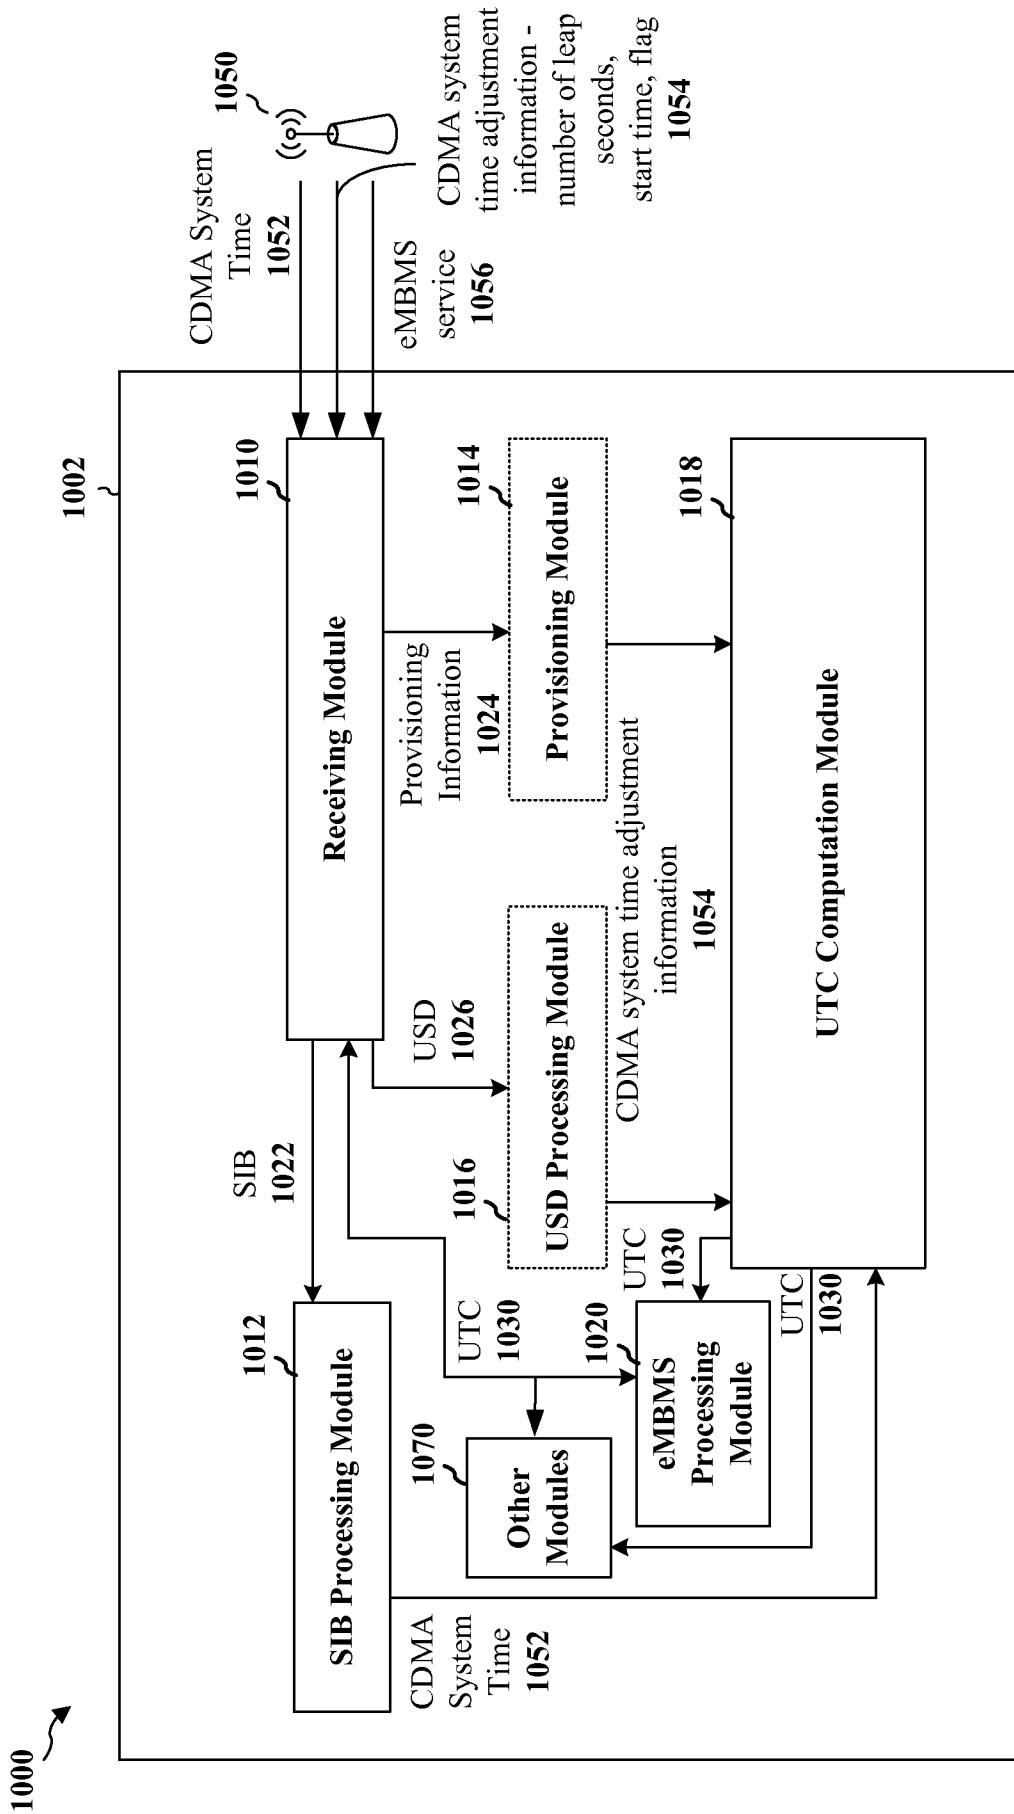 1000
1002
1050
CDMA System
Time
1052
eMBMS
service
1056
CDMA system
time adjustment
information -
number of leap
seconds,
start time, flag
1054
1012
SIB Processing Module
SIB
1022
1010
Receiving Module
CDMA
System
Time
1052
1070
Other
Modules
UTC
1030
1020
eMBMS
Processing
Module
UTC
1030
UTC
1030
USD
1026
1016
USD Processing Module
Provisioning
Information
1024
1014
Provisioning Module
CDMA system time adjustment
information
1054
1018
UTC Computation Module